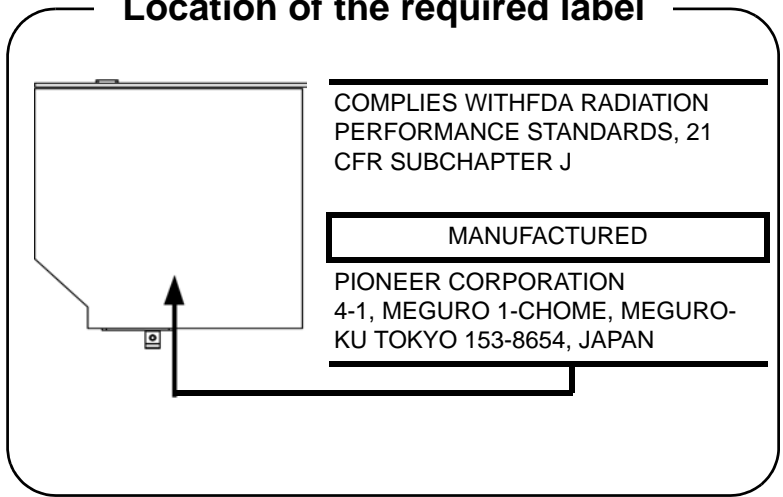 Location of the required label
COMPLIES WITHFDA RADIATION
PERFORMANCE STANDARDS, 21
CFR SUBCHAPTER J
MANUFACTURED
PIONEER CORPORATION
4-1, MEGURO 1-CHOME, MEGURO-
KU TOKYO 153-8654, JAPAN